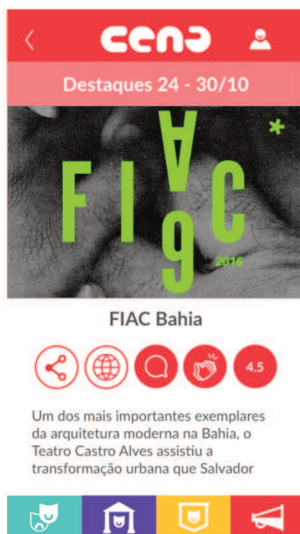 cena
Destaques 24 - 30/10
FIAC
9
2016
FIAC Bahia
4.5
Um dos mais importantes exemplares
da arquitetura moderna na Bahia, o
Teatro Castro Alves assistiu a
transformação urbana que Salvador